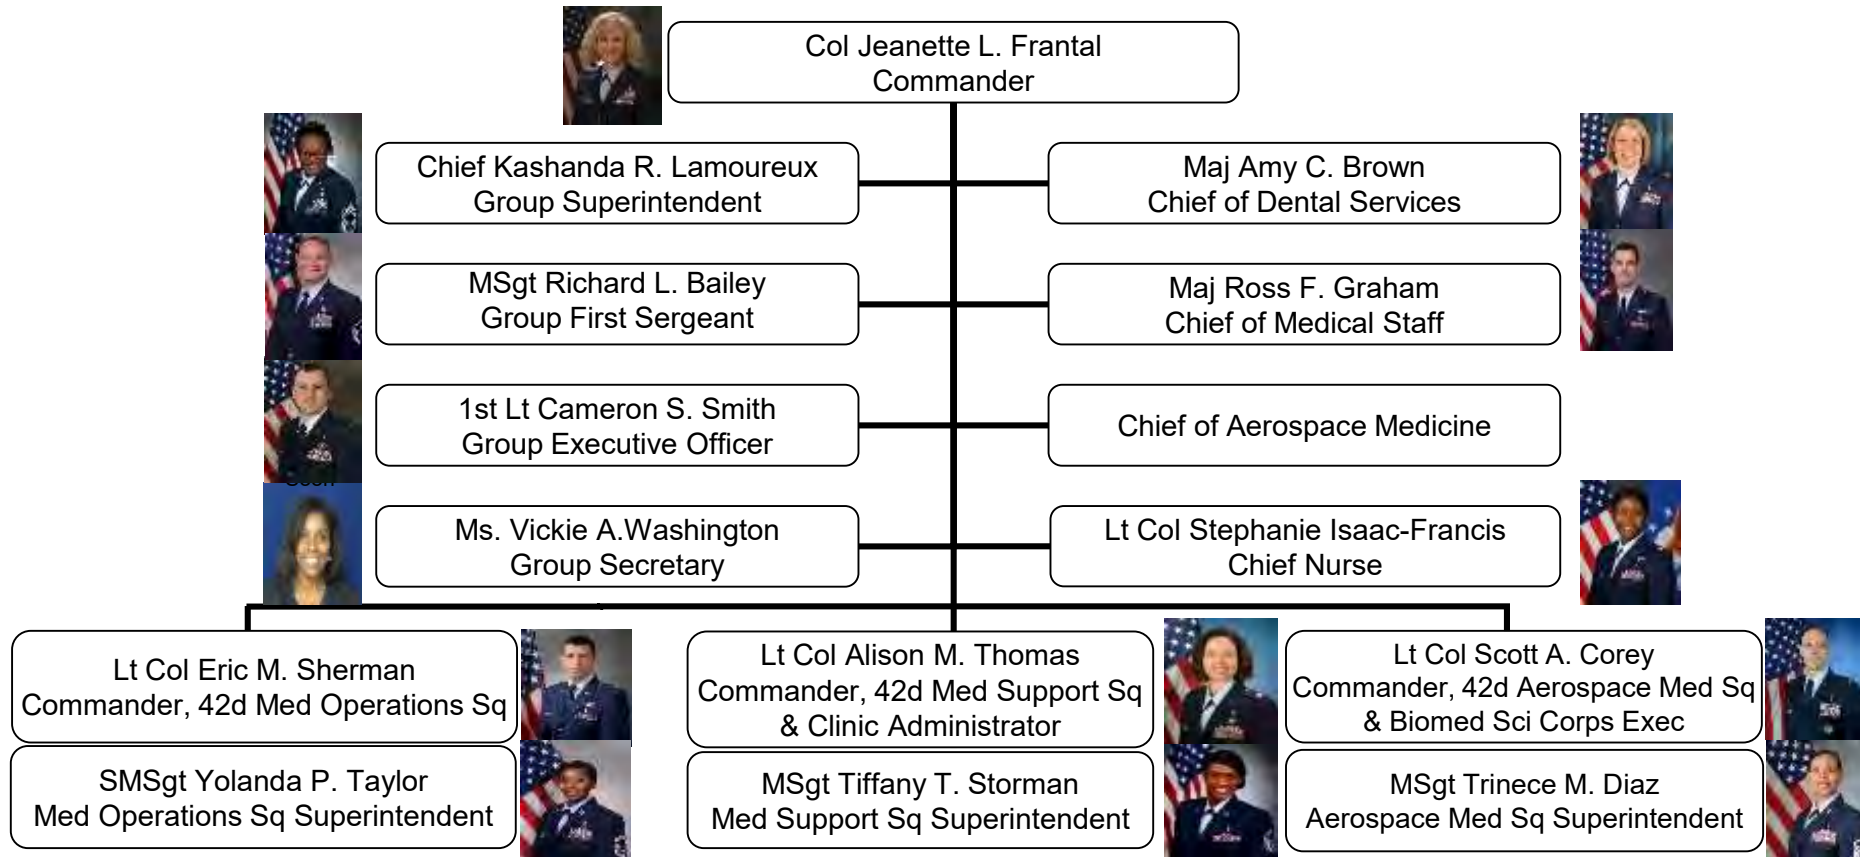 Col Jeanette L. Frantal
Commander
Chief Kashanda R. Lamoureux
Group Superintendent
Maj Amy C. Brown
Chief of Dental Services
MSgt Richard L. Bailey
Group First Sergeant
Maj Ross F. Graham
Chief of Medical Staff
1st Lt Cameron S. Smith
Group Executive Officer
Chief of Aerospace Medicine
Ms. Vickie A.Washington
Group Secretary
Lt Col Stephanie Isaac-Francis
Chief Nurse
Lt Col Eric M. Sherman
Commander, 42d Med Operations Sq
Lt Col Alison M. Thomas
Commander, 42d Med Support Sq
& Clinic Administrator
Lt Col Scott A. Corey
Commander, 42d Aerospace Med Sq
& Biomed Sci Corps Exec
SMSgt Yolanda P. Taylor
Med Operations Sq Superintendent
MSgt Tiffany T. Storman
Med Support Sq Superintendent
MSgt Trinece M. Diaz
Aerospace Med Sq Superintendent